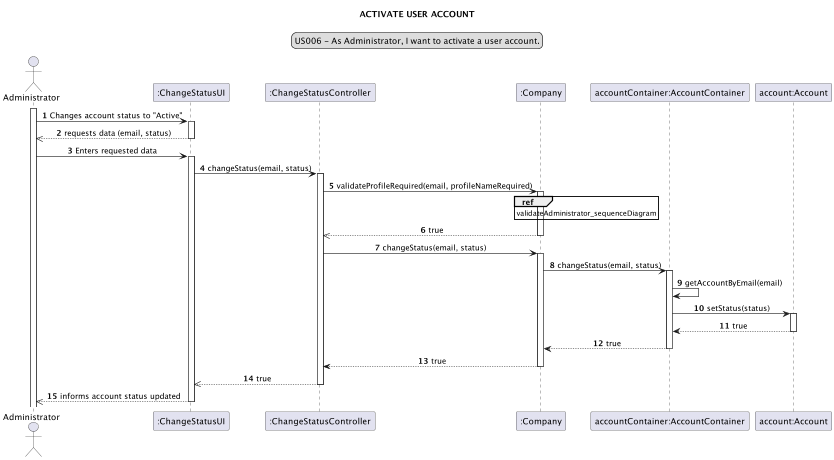 ACTIVATE USER ACCOUNT
US006 - As Administrator, I want to activate a user account.
Administrator
:ChangeStatusUI
:ChangeStatusController
:Company
accountContainer:AccountContainer
account:Account
1 Changes account status to "Active"
2 requests data (email, status)
3 Enters requested data
4 changeStatus(email, status)
5 validateProfileRequired(email, profileNameRequired)
ref
validateAdministrator_sequenceDiagram
6 true
7 changeStatus(email, status)
8 changeStatus(email, status)
9 getAccountByEmail(email)
10 setStatus(status)
11 true
12 true
13 true
14 true
15 informs account status updated
Administrator
:ChangeStatusUI
:ChangeStatusController
:Company
accountContainer:AccountContainer
account:Account